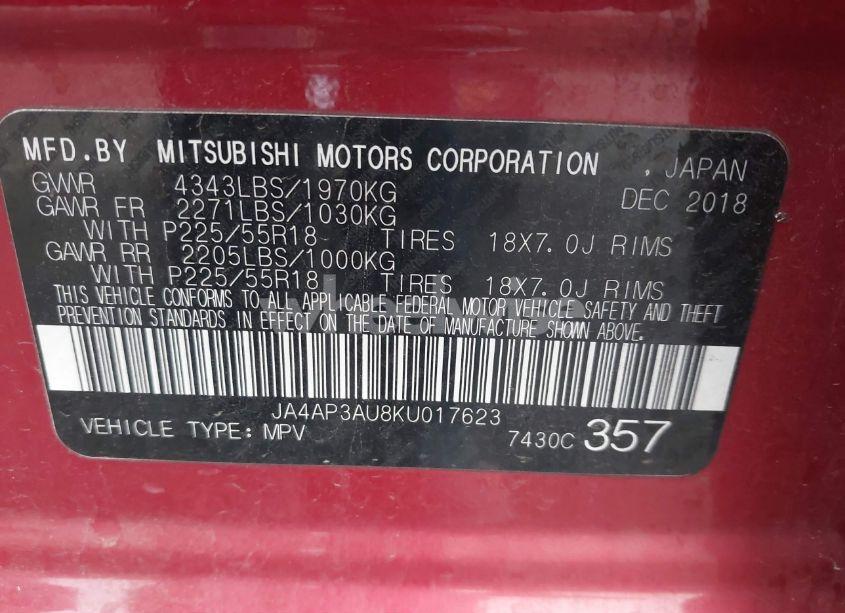 MFD.BY MITSUBISHI MOTORS CORPORATION , JAPAN
GVWR 4343LBS/1970KG DEC 2018
GAWR FR 2271LBS/1030KG
WITH P225/55R18 TIRES 18X7.0J RIMS
GAWR RR 2205LBS/1000KG
WITH P225/55R18 TIRES 18X7.0J RIMS
THIS VEHICLE CONFORMS TO ALL APPLICABLE FEDERAL MOTOR VEHICLE SAFETY AND THEFT
PREVENTION STANDARDS IN EFFECT ON THE DATE OF MANUFACTURE SHOWN ABOVE.
JA4AP3AU8KU017623
VEHICLE TYPE: MPV 7430C 357